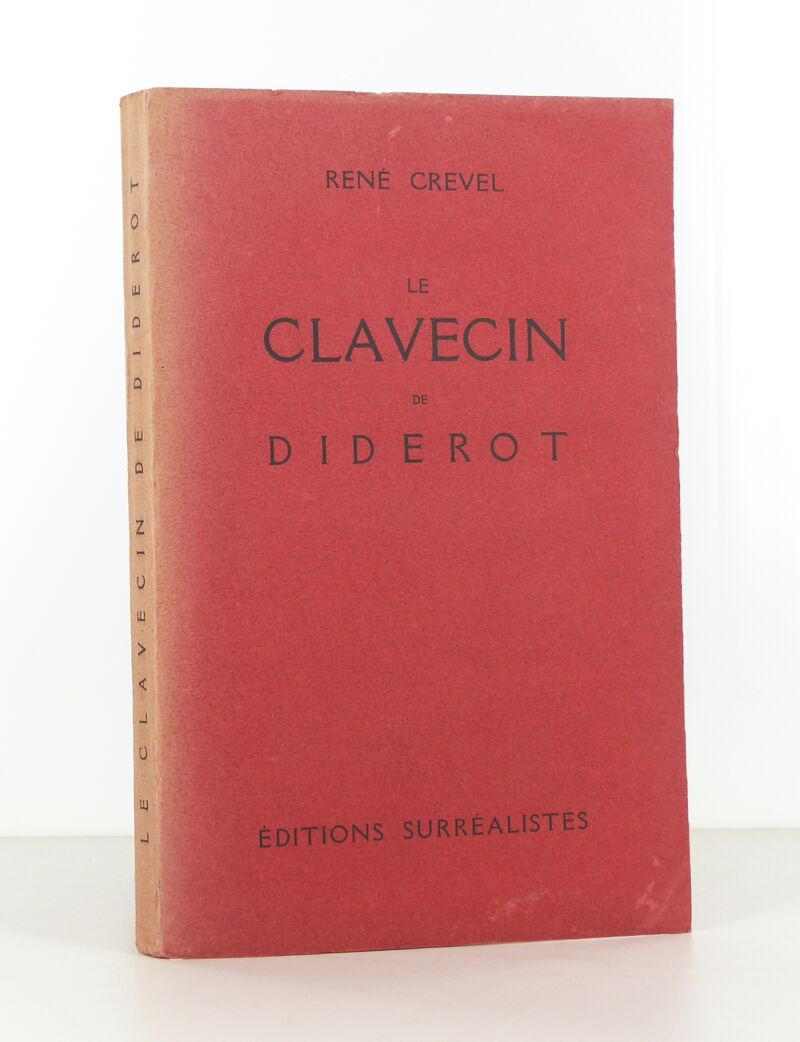 RENÉ CREVEL
LE
CLAVECIN
DE
DIDEROT
ÉDITIONS SURRÉALISTES
LE CLAVECIN DE DIDEROT